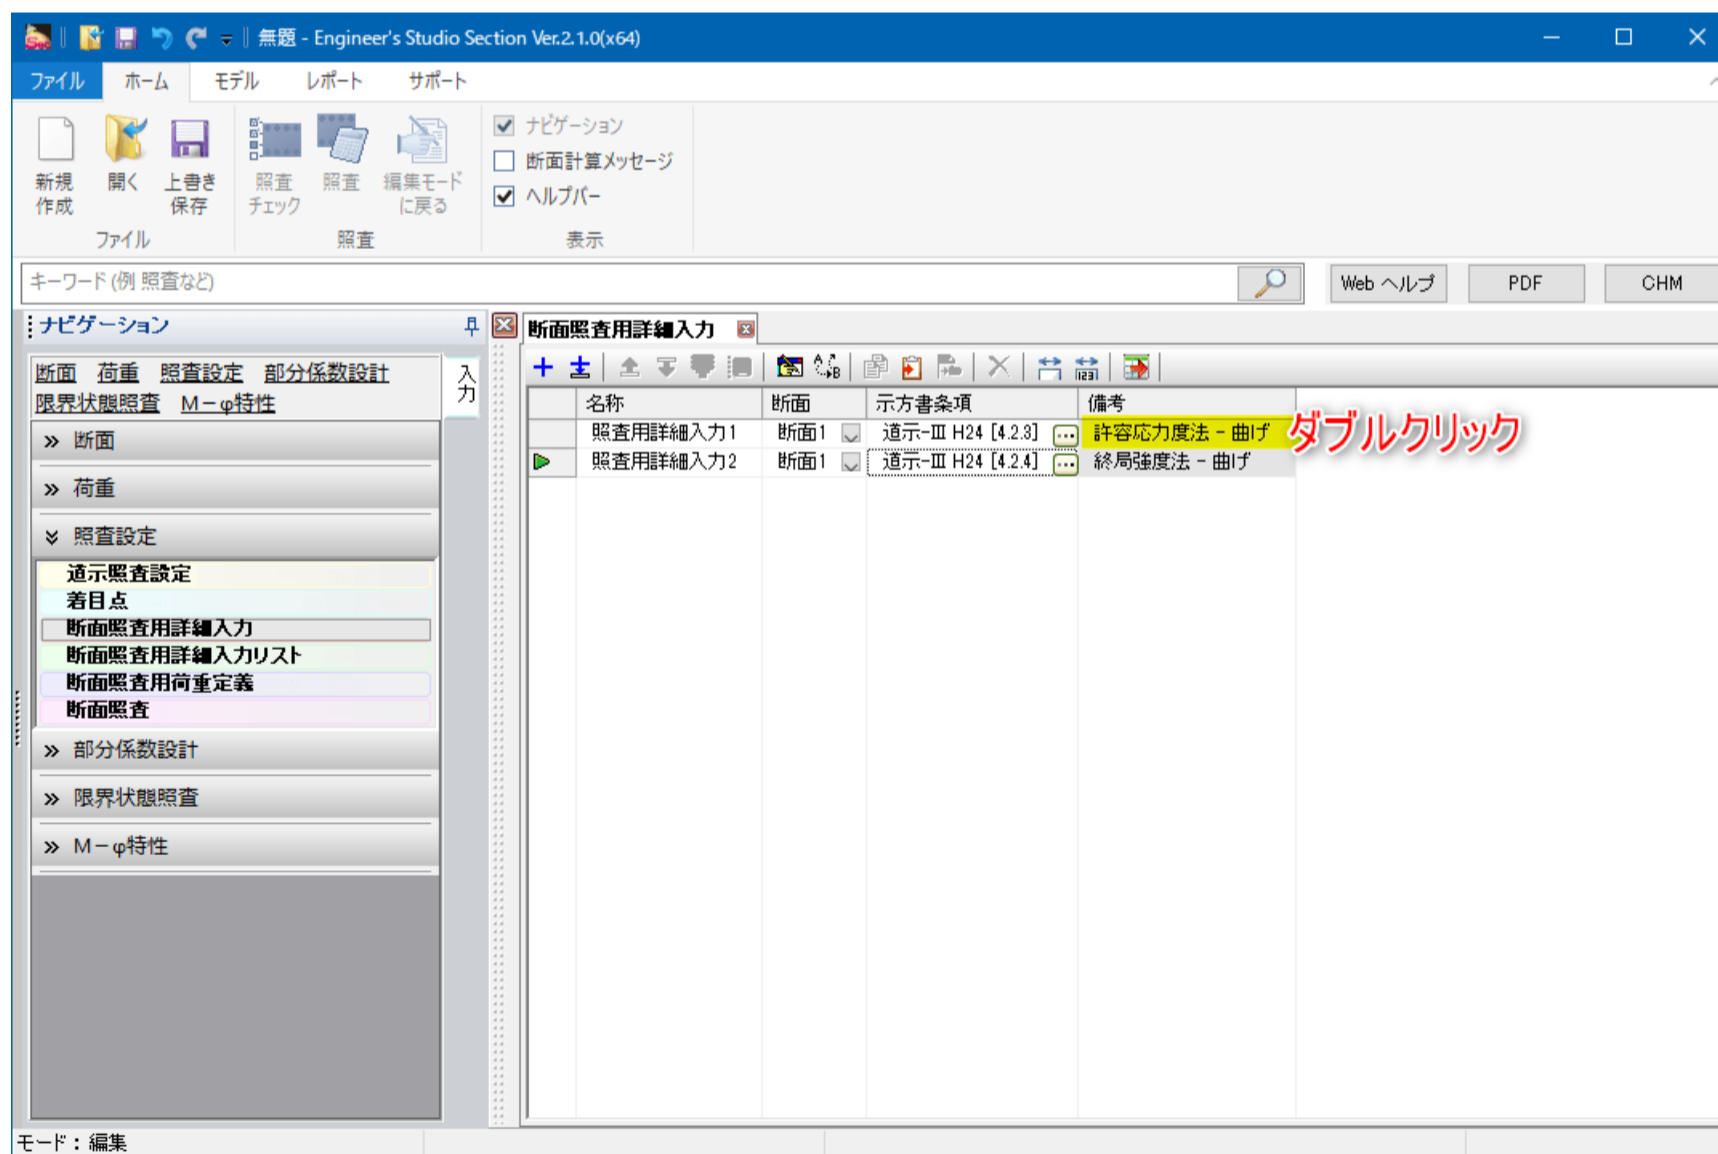 無題 - Engineer's Studio Section Ver.2.1.0(x64)
ファイル ホーム モデル レポート サポート
新規作成 開く 上書き保存 照査チェック 照査 編集モードに戻る
ナビゲーション
断面計算メッセージ
ヘルプバー
ファイル 照査 表示
キーワード (例 照査など) Web ヘルプ PDF CHM
ナビゲーション
断面 荷重 照査設定 部分係数設計
限界状態照査 M-φ特性
入力
断面
荷重
照査設定
道示照査設定
着目点
断面照査用詳細入力
断面照査用詳細入力リスト
断面照査用荷重定義
断面照査
部分係数設計
限界状態照査
M-φ特性
断面照査用詳細入力
名称 断面 示方書条項 備考
照査用詳細入力1 断面1 道示-III H24 [4.2.3] ... 許容応力度法 - 曲げ
照査用詳細入力2 断面1 道示-III H24 [4.2.4] ... 終局強度法 - 曲げ
ダブルクリック
モード：編集